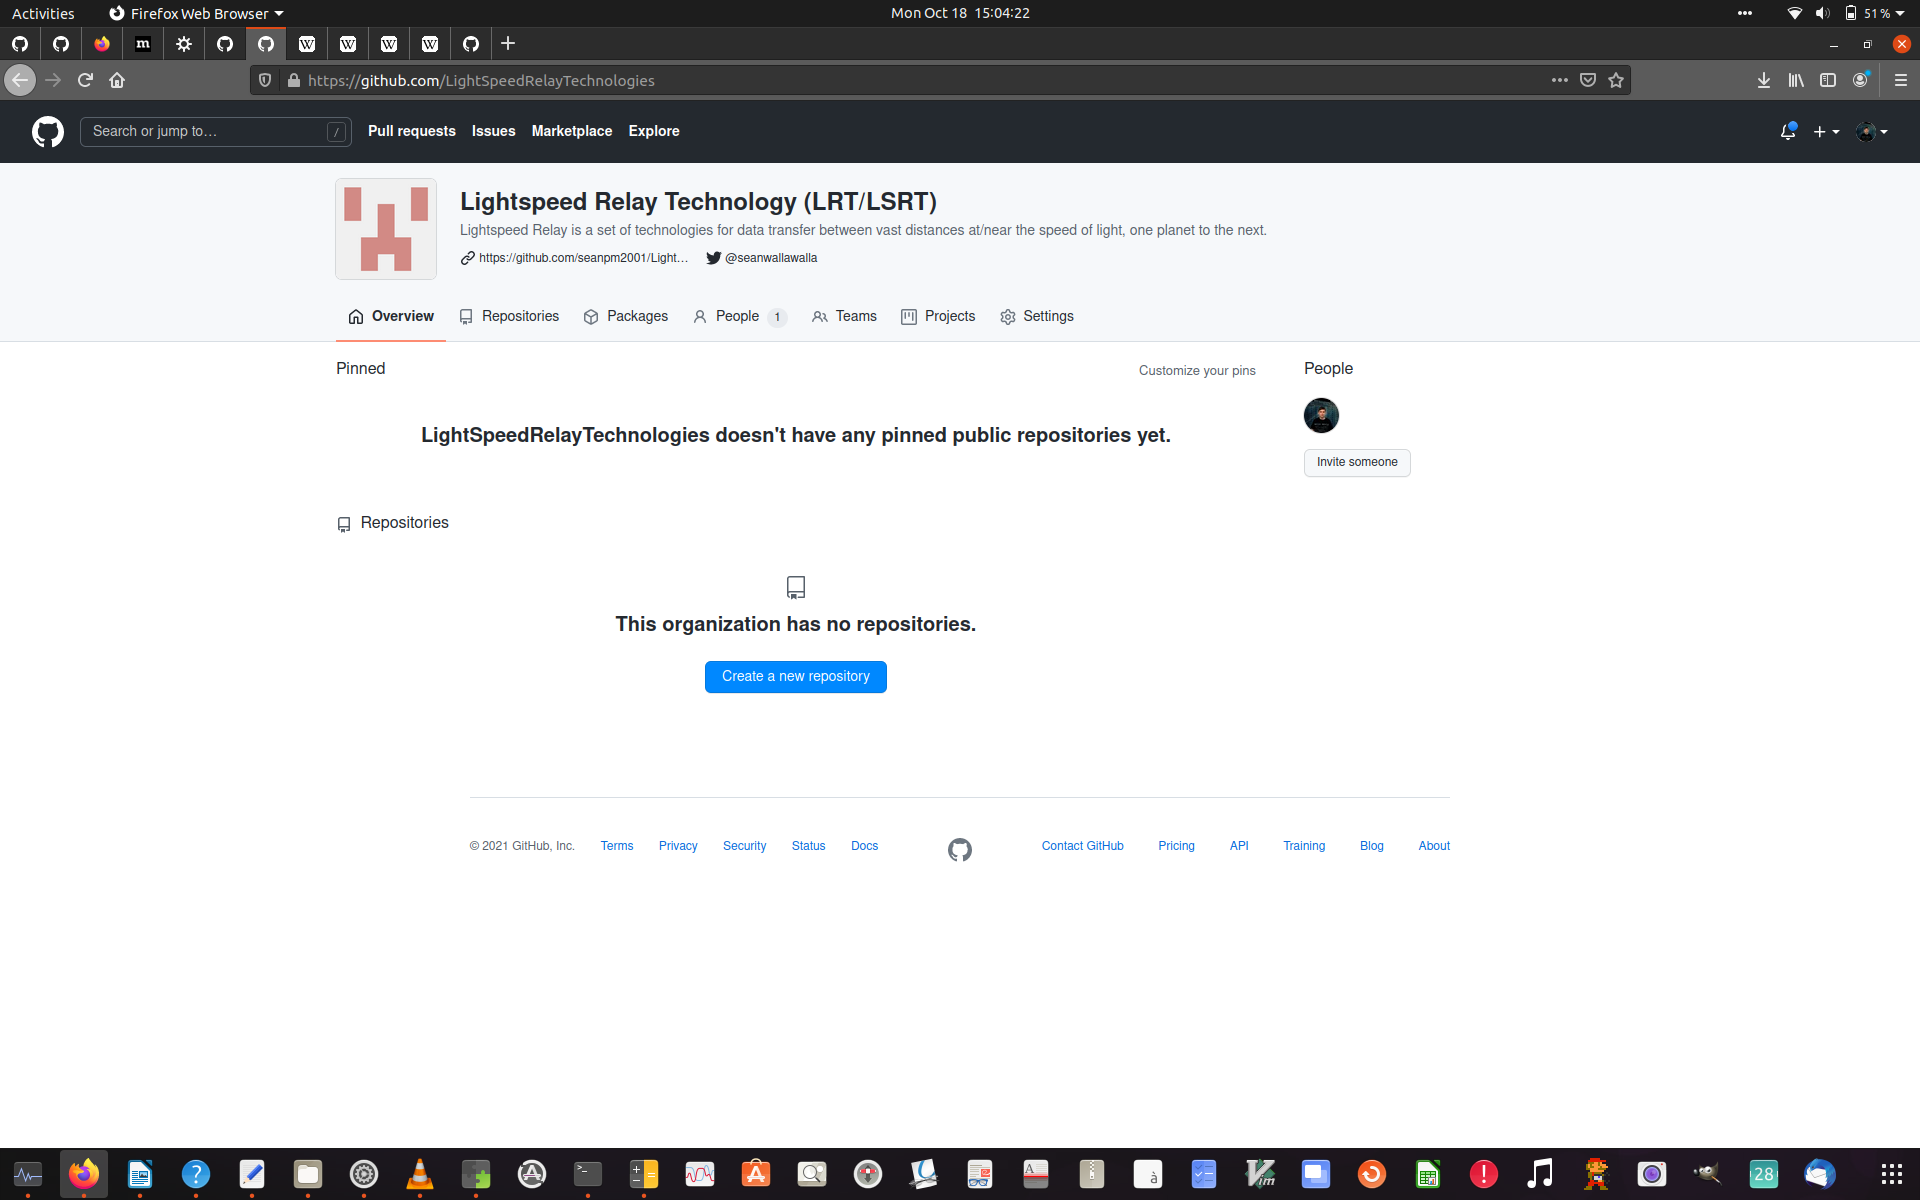 Activities
Firefox Web Browser
Mon Oct 18 15:04:22
51 %
https://github.com/LightSpeedRelayTechnologies
Search or jump to…
/
Pull requests
Issues
Marketplace
Explore
Lightspeed Relay Technology (LRT/LSRT)
Lightspeed Relay is a set of technologies for data transfer between vast distances at/near the speed of light, one planet to the next.
https://github.com/seanpm2001/Light…
@seanwallawalla
Overview
Repositories
Packages
People 1
Teams
Projects
Settings
Pinned
Customize your pins
People
LightSpeedRelayTechnologies doesn't have any pinned public repositories yet.
Invite someone
Repositories
This organization has no repositories.
Create a new repository
© 2021 GitHub, Inc.
Terms
Privacy
Security
Status
Docs
Contact GitHub
Pricing
API
Training
Blog
About
28